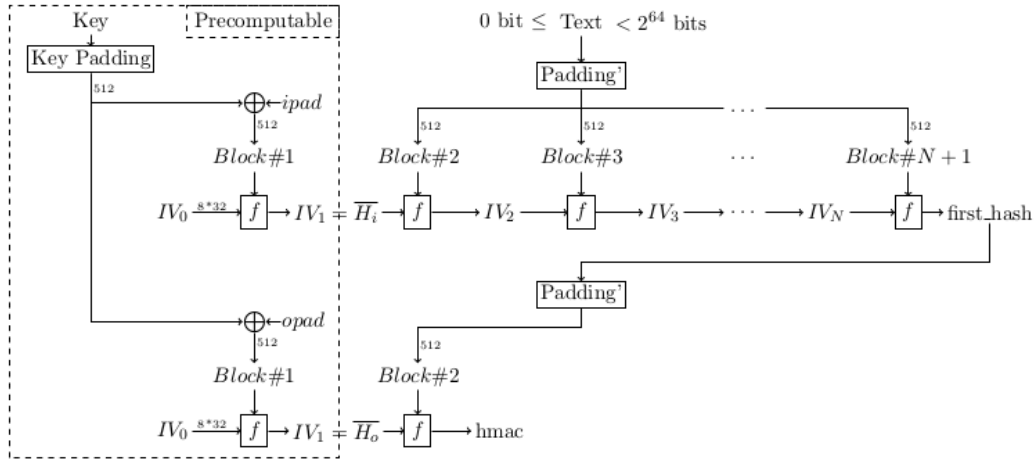 Key Precomputable 0 bit ≤ Text < 2^64 bits
Key Padding Padding'
512
ipad
512 512 512 ... 512
Block#1 Block#2 Block#3 ... Block#N + 1
IV_0 8*32 f IV_1 = \overline{H_i} f IV_2 f IV_3 ... IV_N f first_hash
Padding'
opad
512 512
Block#1 Block#2
IV_0 8*32 f IV_1 = \overline{H_o} f hmac